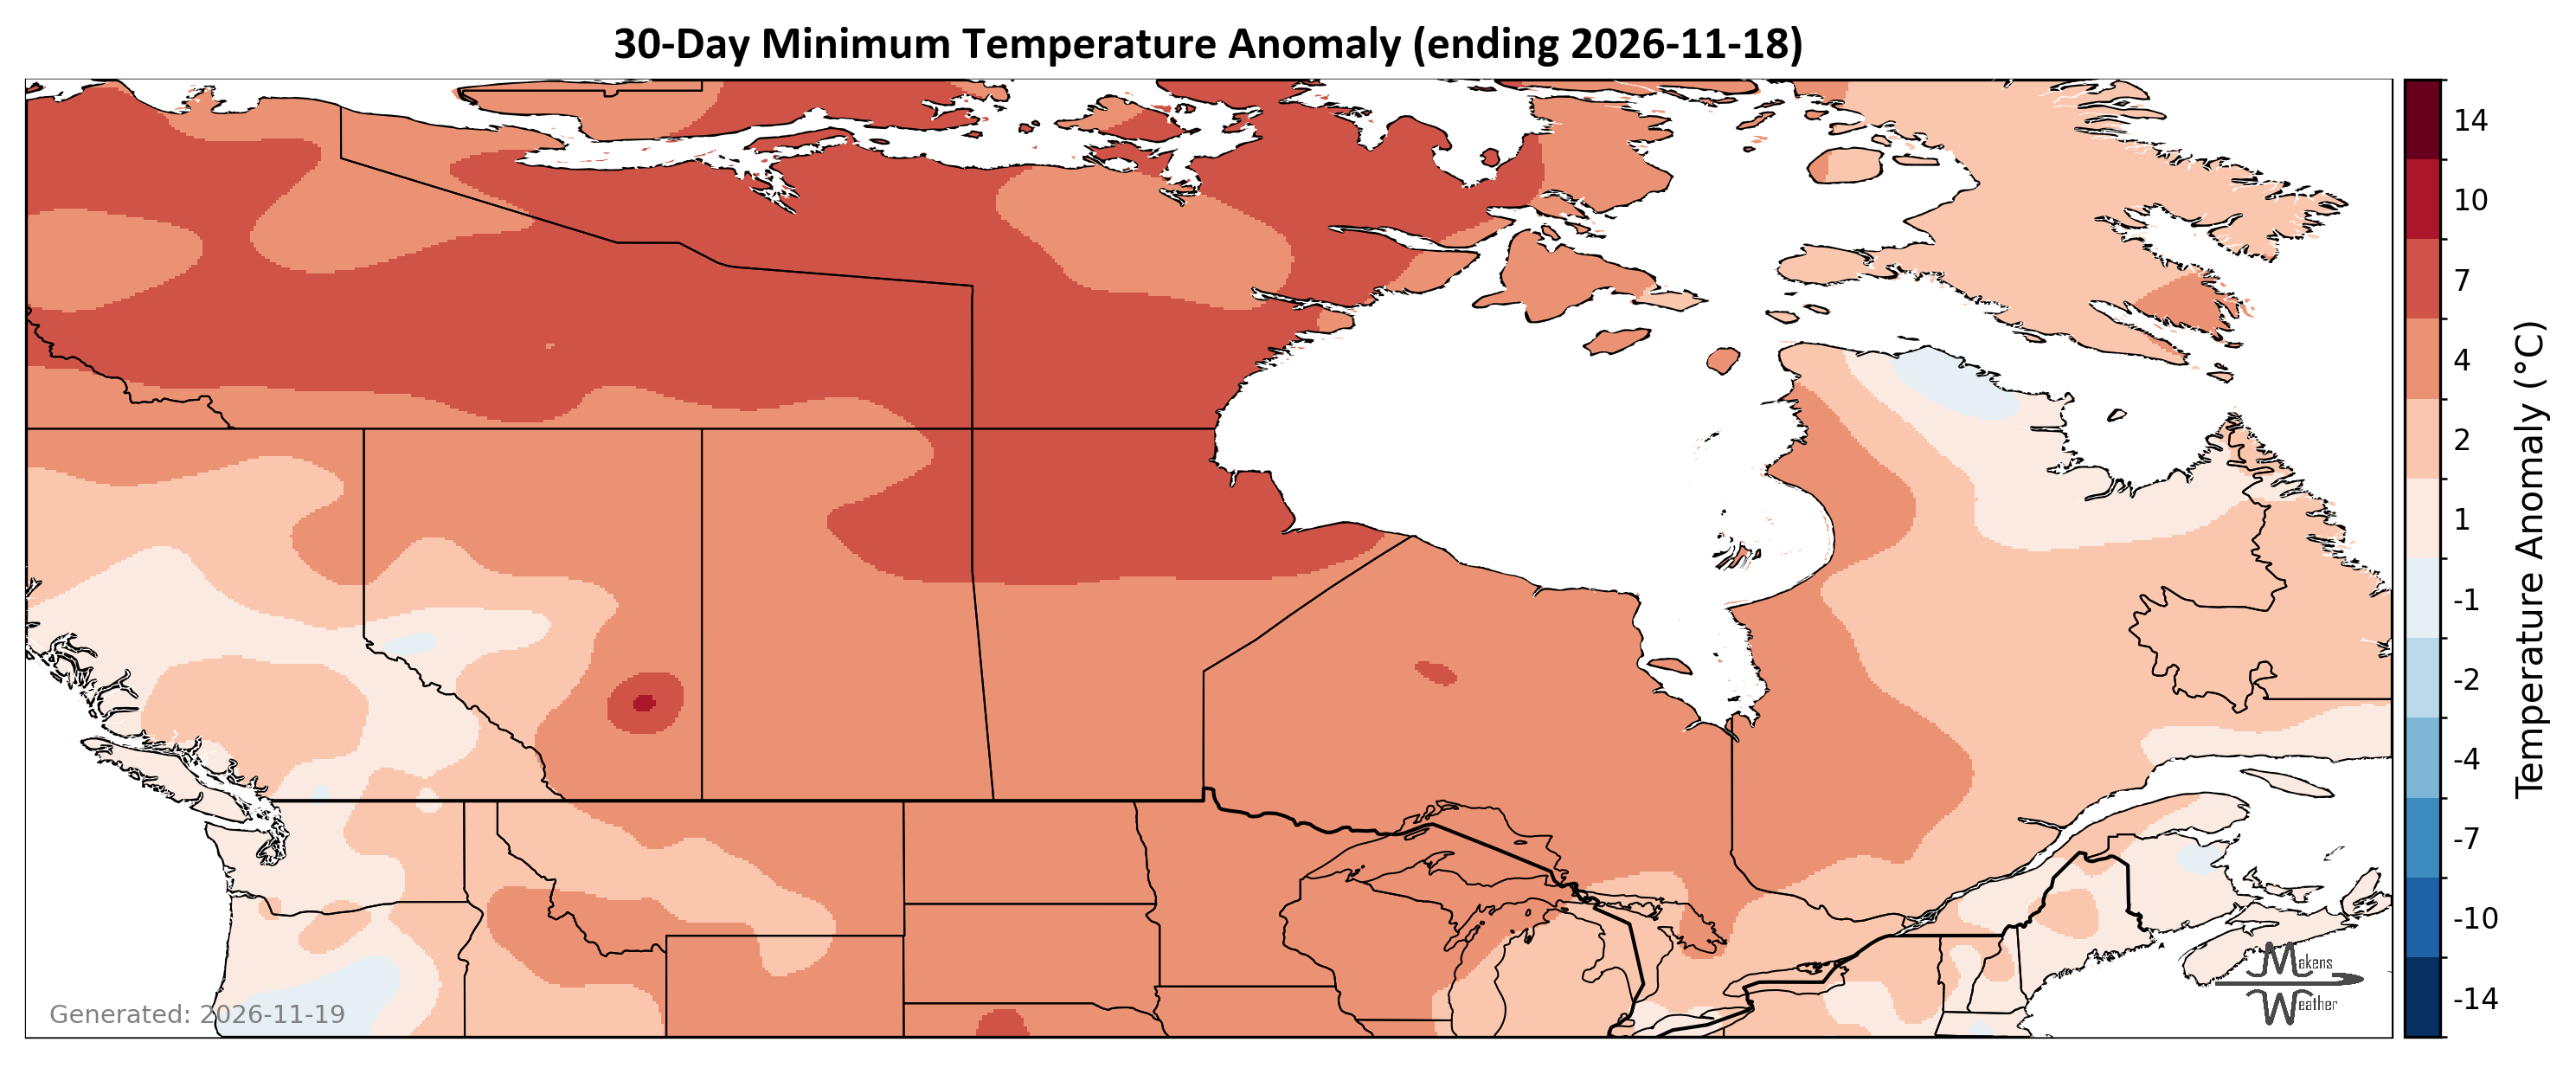 30-Day Minimum Temperature Anomaly (ending 2026-11-18)
14
10
7
4
2
1
-1
-2
-4
-7
-10
-14
Temperature Anomaly (°C)
Makens
Weather
Generated: 2026-11-19